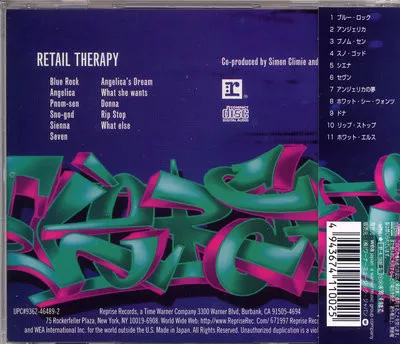 RETAIL THERAPY
Blue Rock
Angelica
Pnom-sen
Sno-god
Sienna
Seven
Angelica's Dream
What she wants
Donna
Rip Stop
What else
Co-produced by Simon Climie and
R
COMPACT
disc
DIGITAL AUDIO
1 ブルー・ロック
2 アンジェリカ
3 プノム・セン
4 スノ・ゴッド
5 シエナ
6 セヴン
7 アンジェリカの夢
8 ホワット・シー・ウォンツ
9 ドナ
10 リップ・ストップ
11 ホワット・エルス
4943674110025
UPC#9362-46489-2
Reprise Records, a Time Warner Company 3300 Warner Blvd, Burbank, CA 91505-4694
75 Rockerfeller Plaza, New York, NY 10019-6908. World Wide Web: http://www.RepriseRec
671997 Reprise Records
and WEA International Inc. for the world outside the U.S. Made in Japan. All Rights Reserved. Unauthorized duplication is a viol